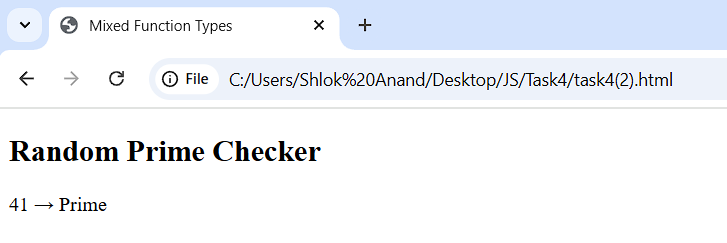 Mixed Function Types
File C:/Users/Shlok%20Anand/Desktop/JS/Task4/task4(2).html
Random Prime Checker
41 → Prime